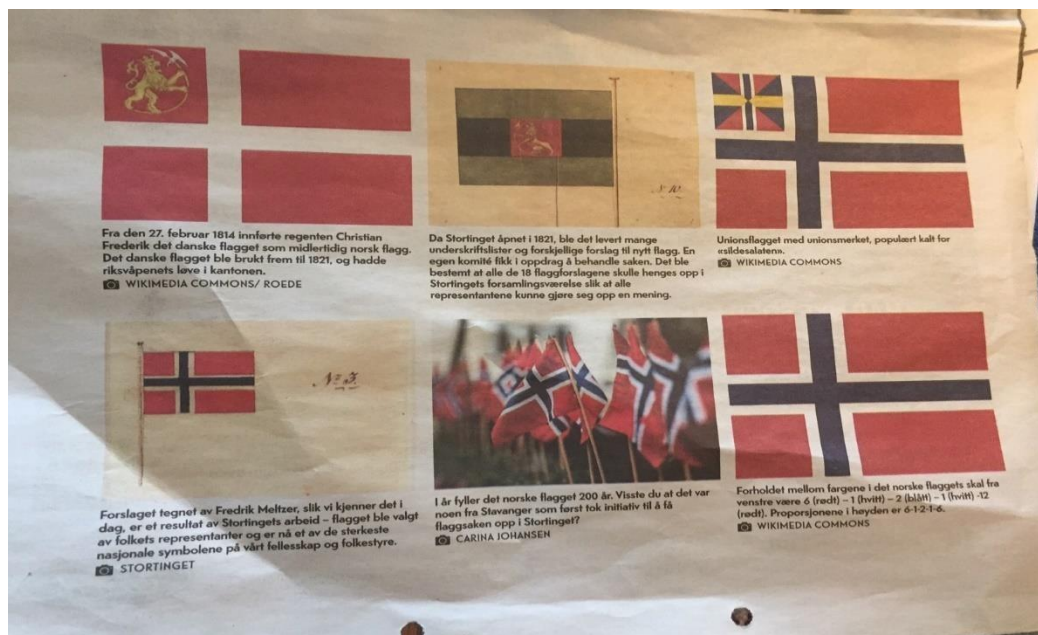 Fra den 27. februar 1814 innførte regenten Christian
Frederik det danske flagget som midlertidig norsk flagg.
Det danske flagget ble brukt frem til 1821, og hadde
riksvåpenets løve i kantonen.
WIKIMEDIA COMMONS/ ROEDE
Da Stortinget åpnet i 1821, ble det levert mange
underskriftslister og forskjellige forslag til nytt flagg. En
egen komité fikk i oppdrag å behandle saken. Det ble
bestemt at alle de 18 flaggforslagene skulle henges opp i
Stortingets forsamlingsværelse slik at alle
representantene kunne gjøre seg opp en mening.
Unionsflagget med unionsmerket, populært kalt for
«sildesalaten».
WIKIMEDIA COMMONS
Forslaget tegnet av Fredrik Meltzer, slik vi kjenner det i
dag, er et resultat av Stortingets arbeid – flagget ble valgt
av folkets representanter og er nå et av de sterkeste
nasjonale symbolene på vårt fellesskap og folkestyre.
STORTINGET
I år fyller det norske flagget 200 år. Visste du at det var
noen fra Stavanger som først tok initiativ til å få
flaggsaken opp i Stortinget?
CARINA JOHANSEN
Forholdet mellom fargene i det norske flaggets skal fra
venstre være 6 (rødt) – 1 (hvitt) – 2 (blått) – 1 (hvitt) -12
(rødt). Proporsjonene i høyden er 6-1-2-1-6.
WIKIMEDIA COMMONS